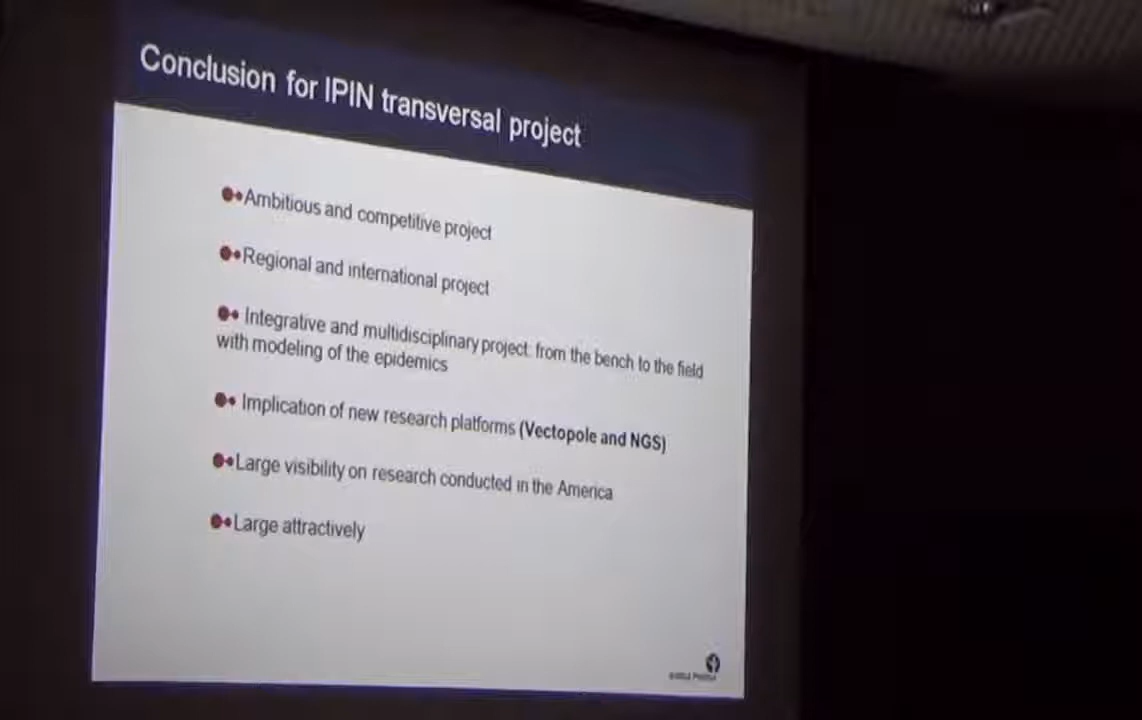 Conclusion for IPIN transversal project
Ambitious and competitive project
Regional and international project
Integrative and multidisciplinary project: from the bench to the field
with modeling of the epidemics
Implication of new research platforms (Vectopole and NGS)
Large visibility on research conducted in the America
Large attractively
Institut Pasteur